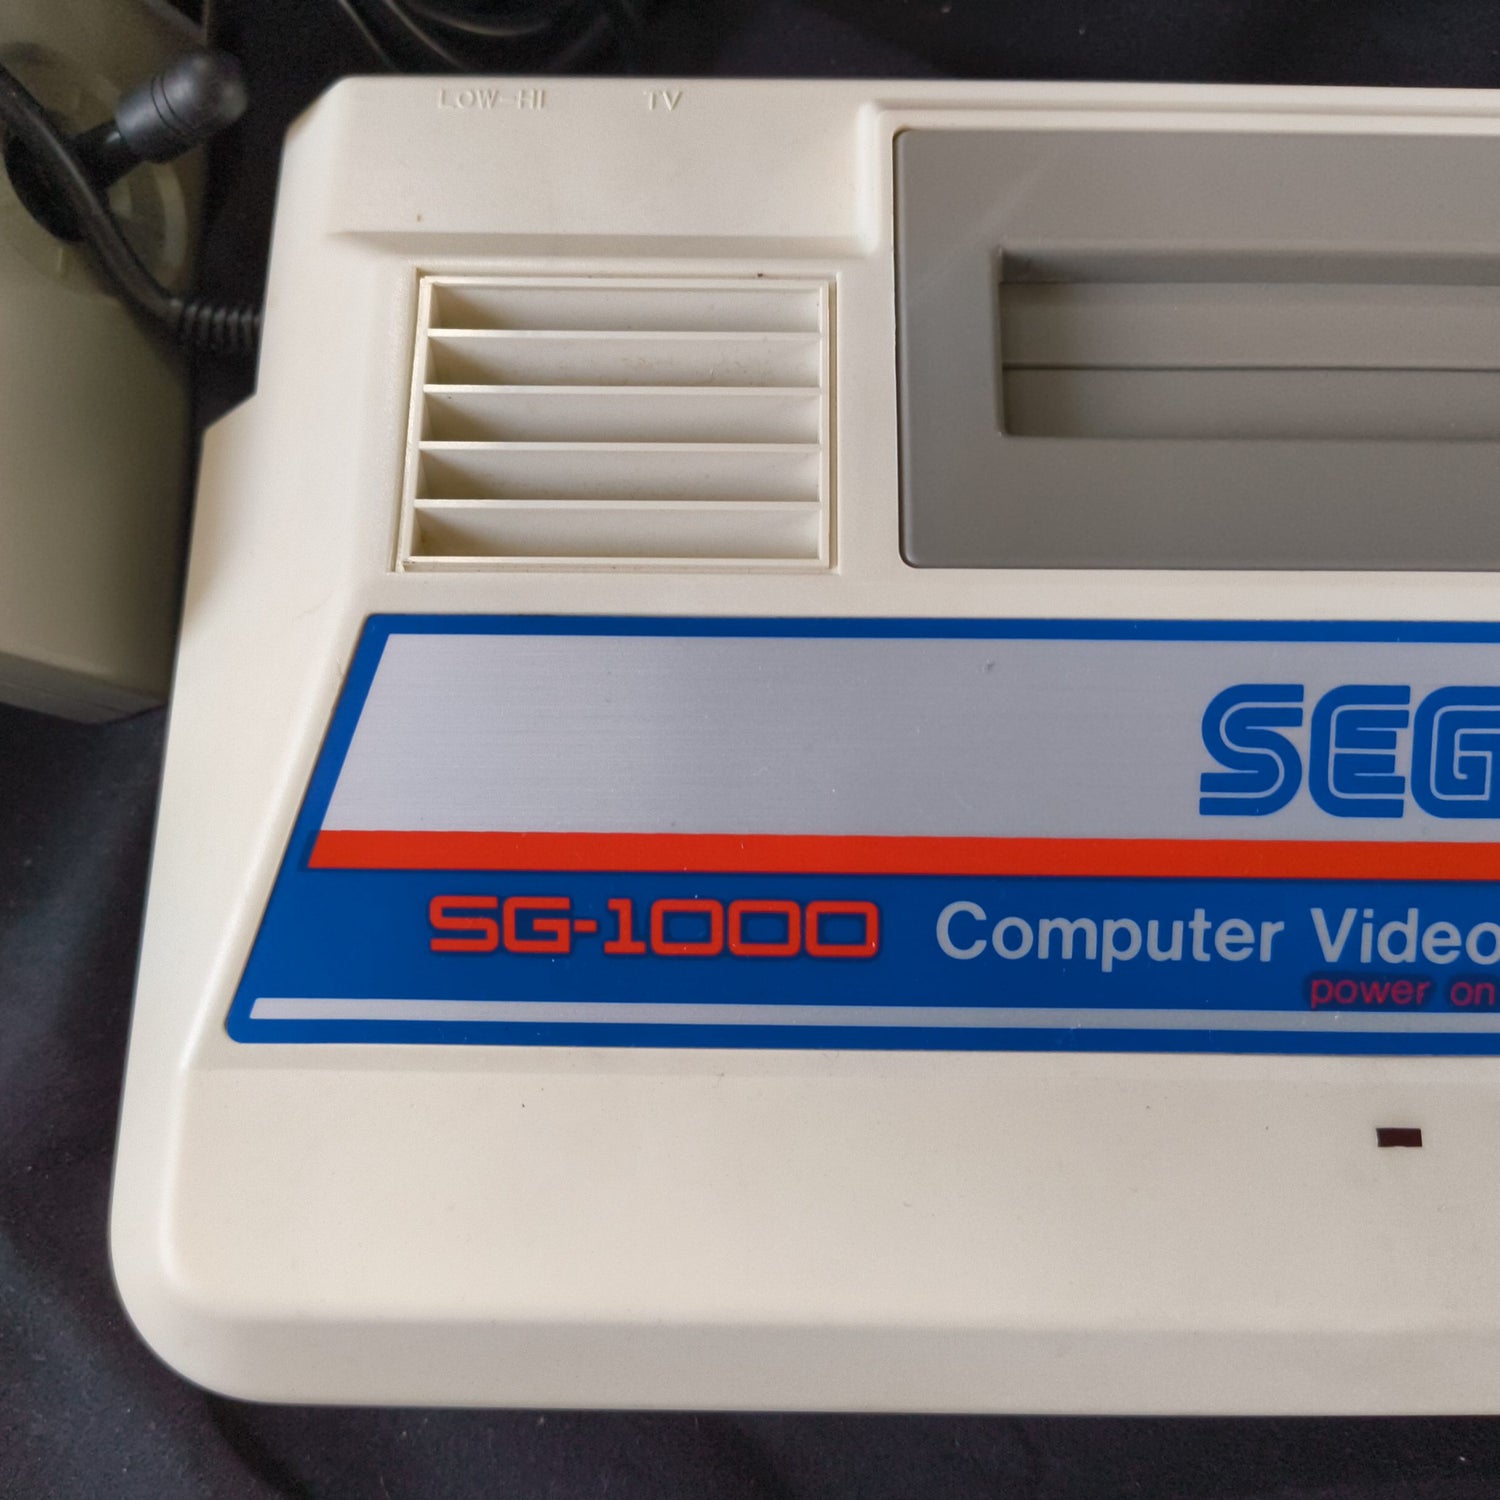 LOW-HI TV
SEG
SG-1000 Computer Video
power on